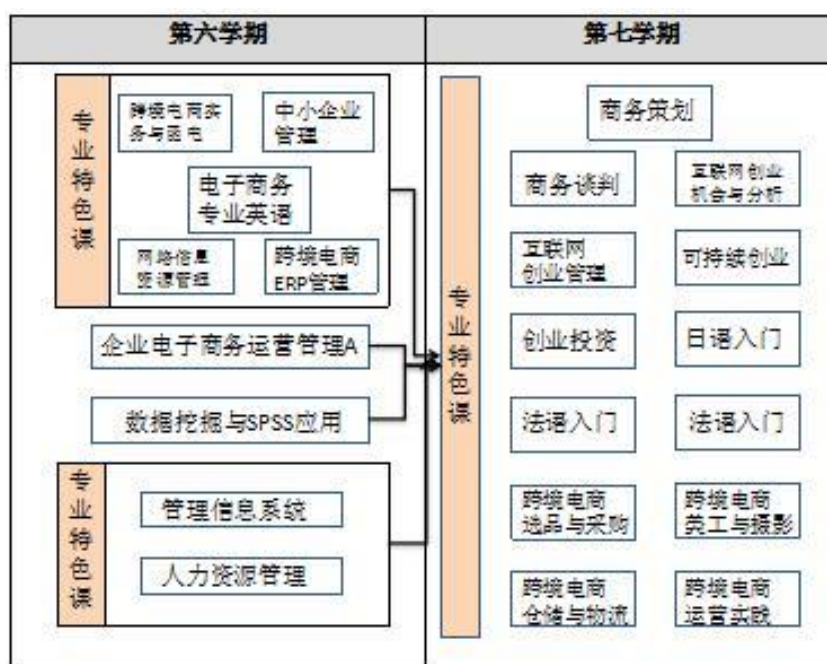 第六学期
第七学期
专业特色课
跨境电商实
务与函电
中小企业
管理
电子商务
专业英语
网络信息
资源管理
跨境电商
ERP管理
企业电子商务运营管理A
数据挖掘与SPSS应用
专业特色课
管理信息系统
人力资源管理
专业特色课
商务策划
商务谈判
互联网创业
机会与分析
互联网
创业管理
可持续创业
创业投资
日语入门
法语入门
法语入门
跨境电商
选品与采购
跨境电商
美工与摄影
跨境电商
仓储与物流
跨境电商
运营实践